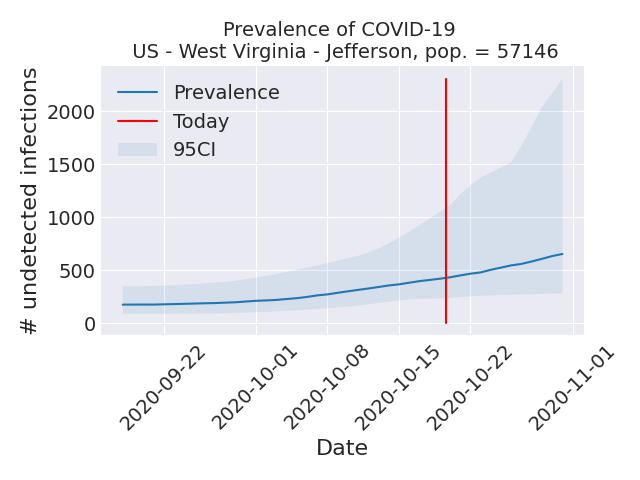 Prevalence of COVID-19
US - West Virginia - Jefferson, pop. = 57146
# undetected infections
2000
1500
1000
500
0
Prevalence
Today
95CI
2020-09-22
2020-10-01
2020-10-08
2020-10-15
2020-10-22
2020-11-01
Date